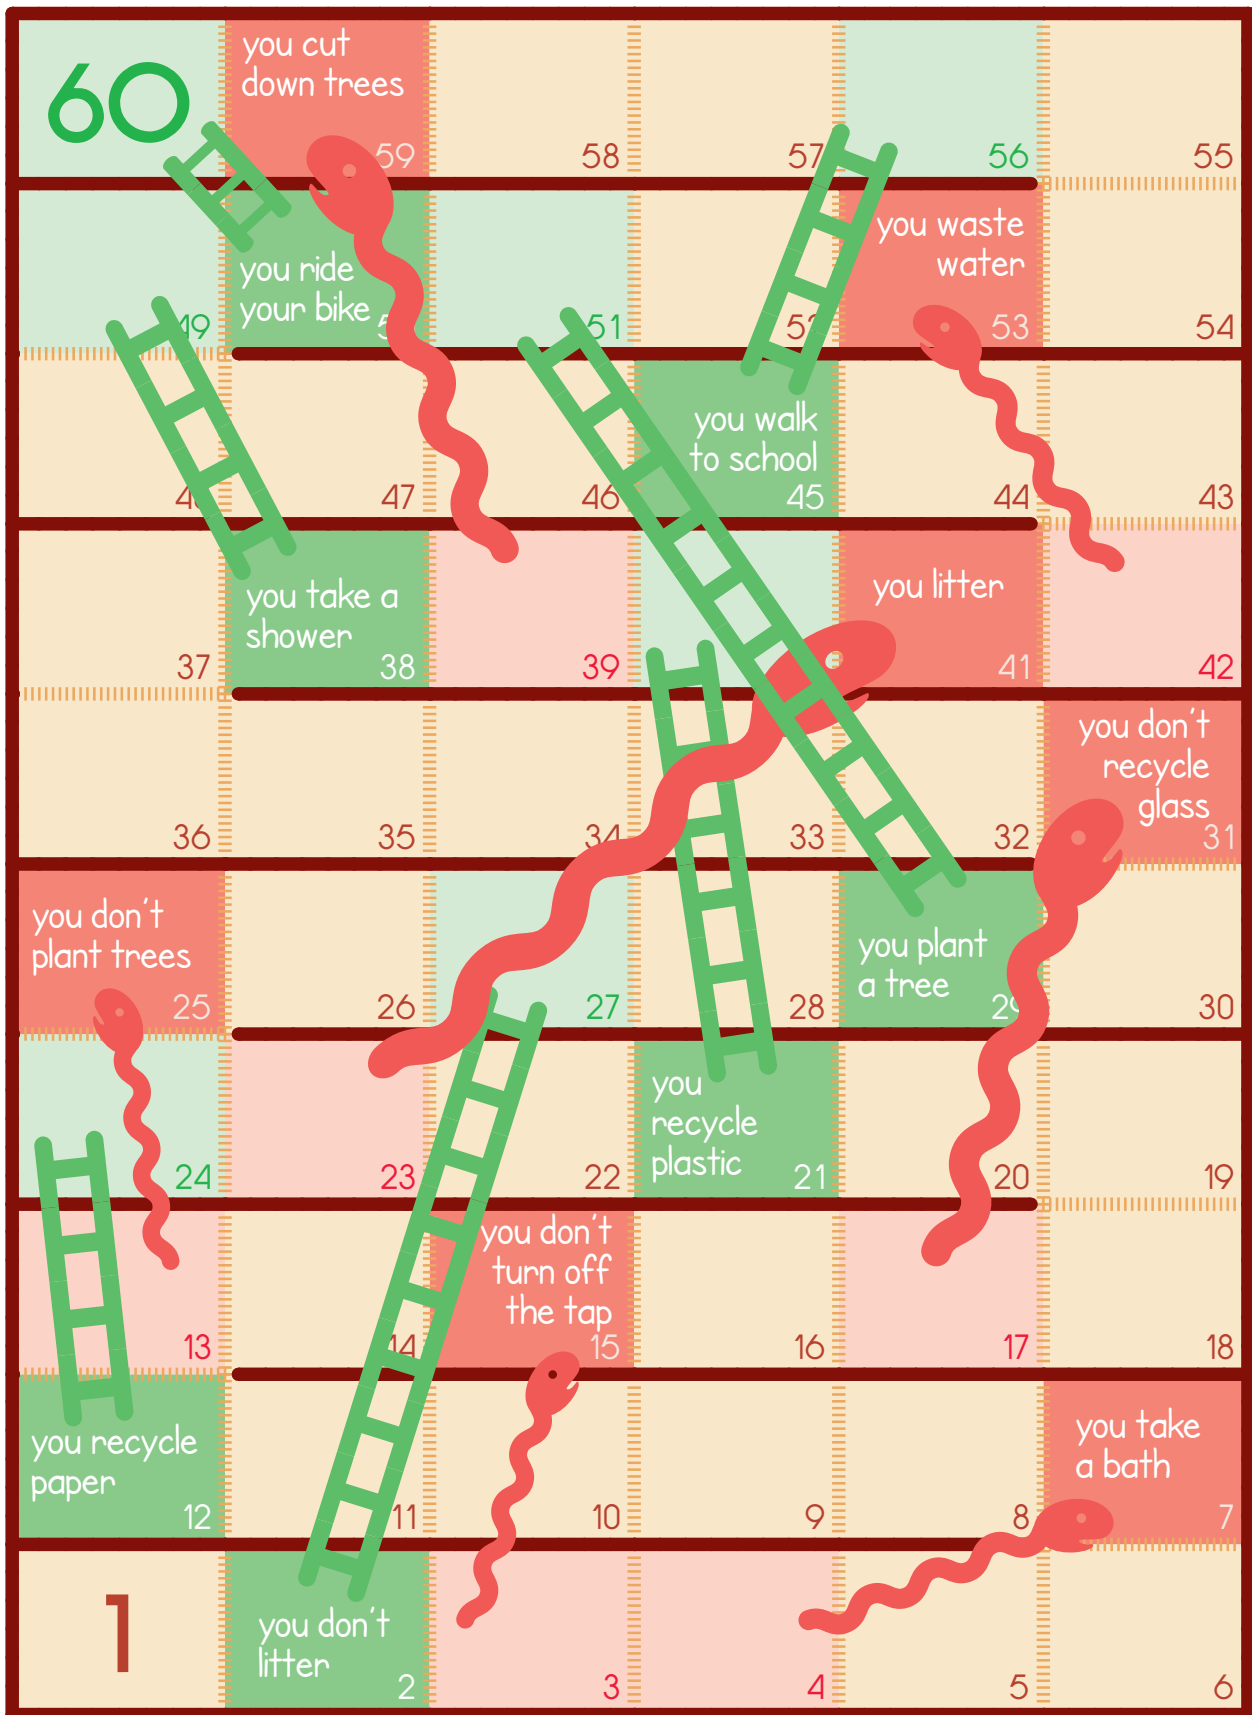 60
you cut
down trees
59
58
57
56
55
49
you ride
your bike
51
52
you waste
water
53
54
47
46
you walk
to school
45
44
43
37
you take a
shower
38
39
you litter
41
42
36
35
34
33
32
you don't
recycle
glass
31
you don't
plant trees
25
26
27
28
you plant
a tree
29
30
24
23
22
you
recycle
plastic
21
20
19
13
14
you don't
turn off
the tap
15
16
17
18
you recycle
paper
12
11
10
9
8
you take
a bath
7
1
you don't
litter
2
3
4
5
6